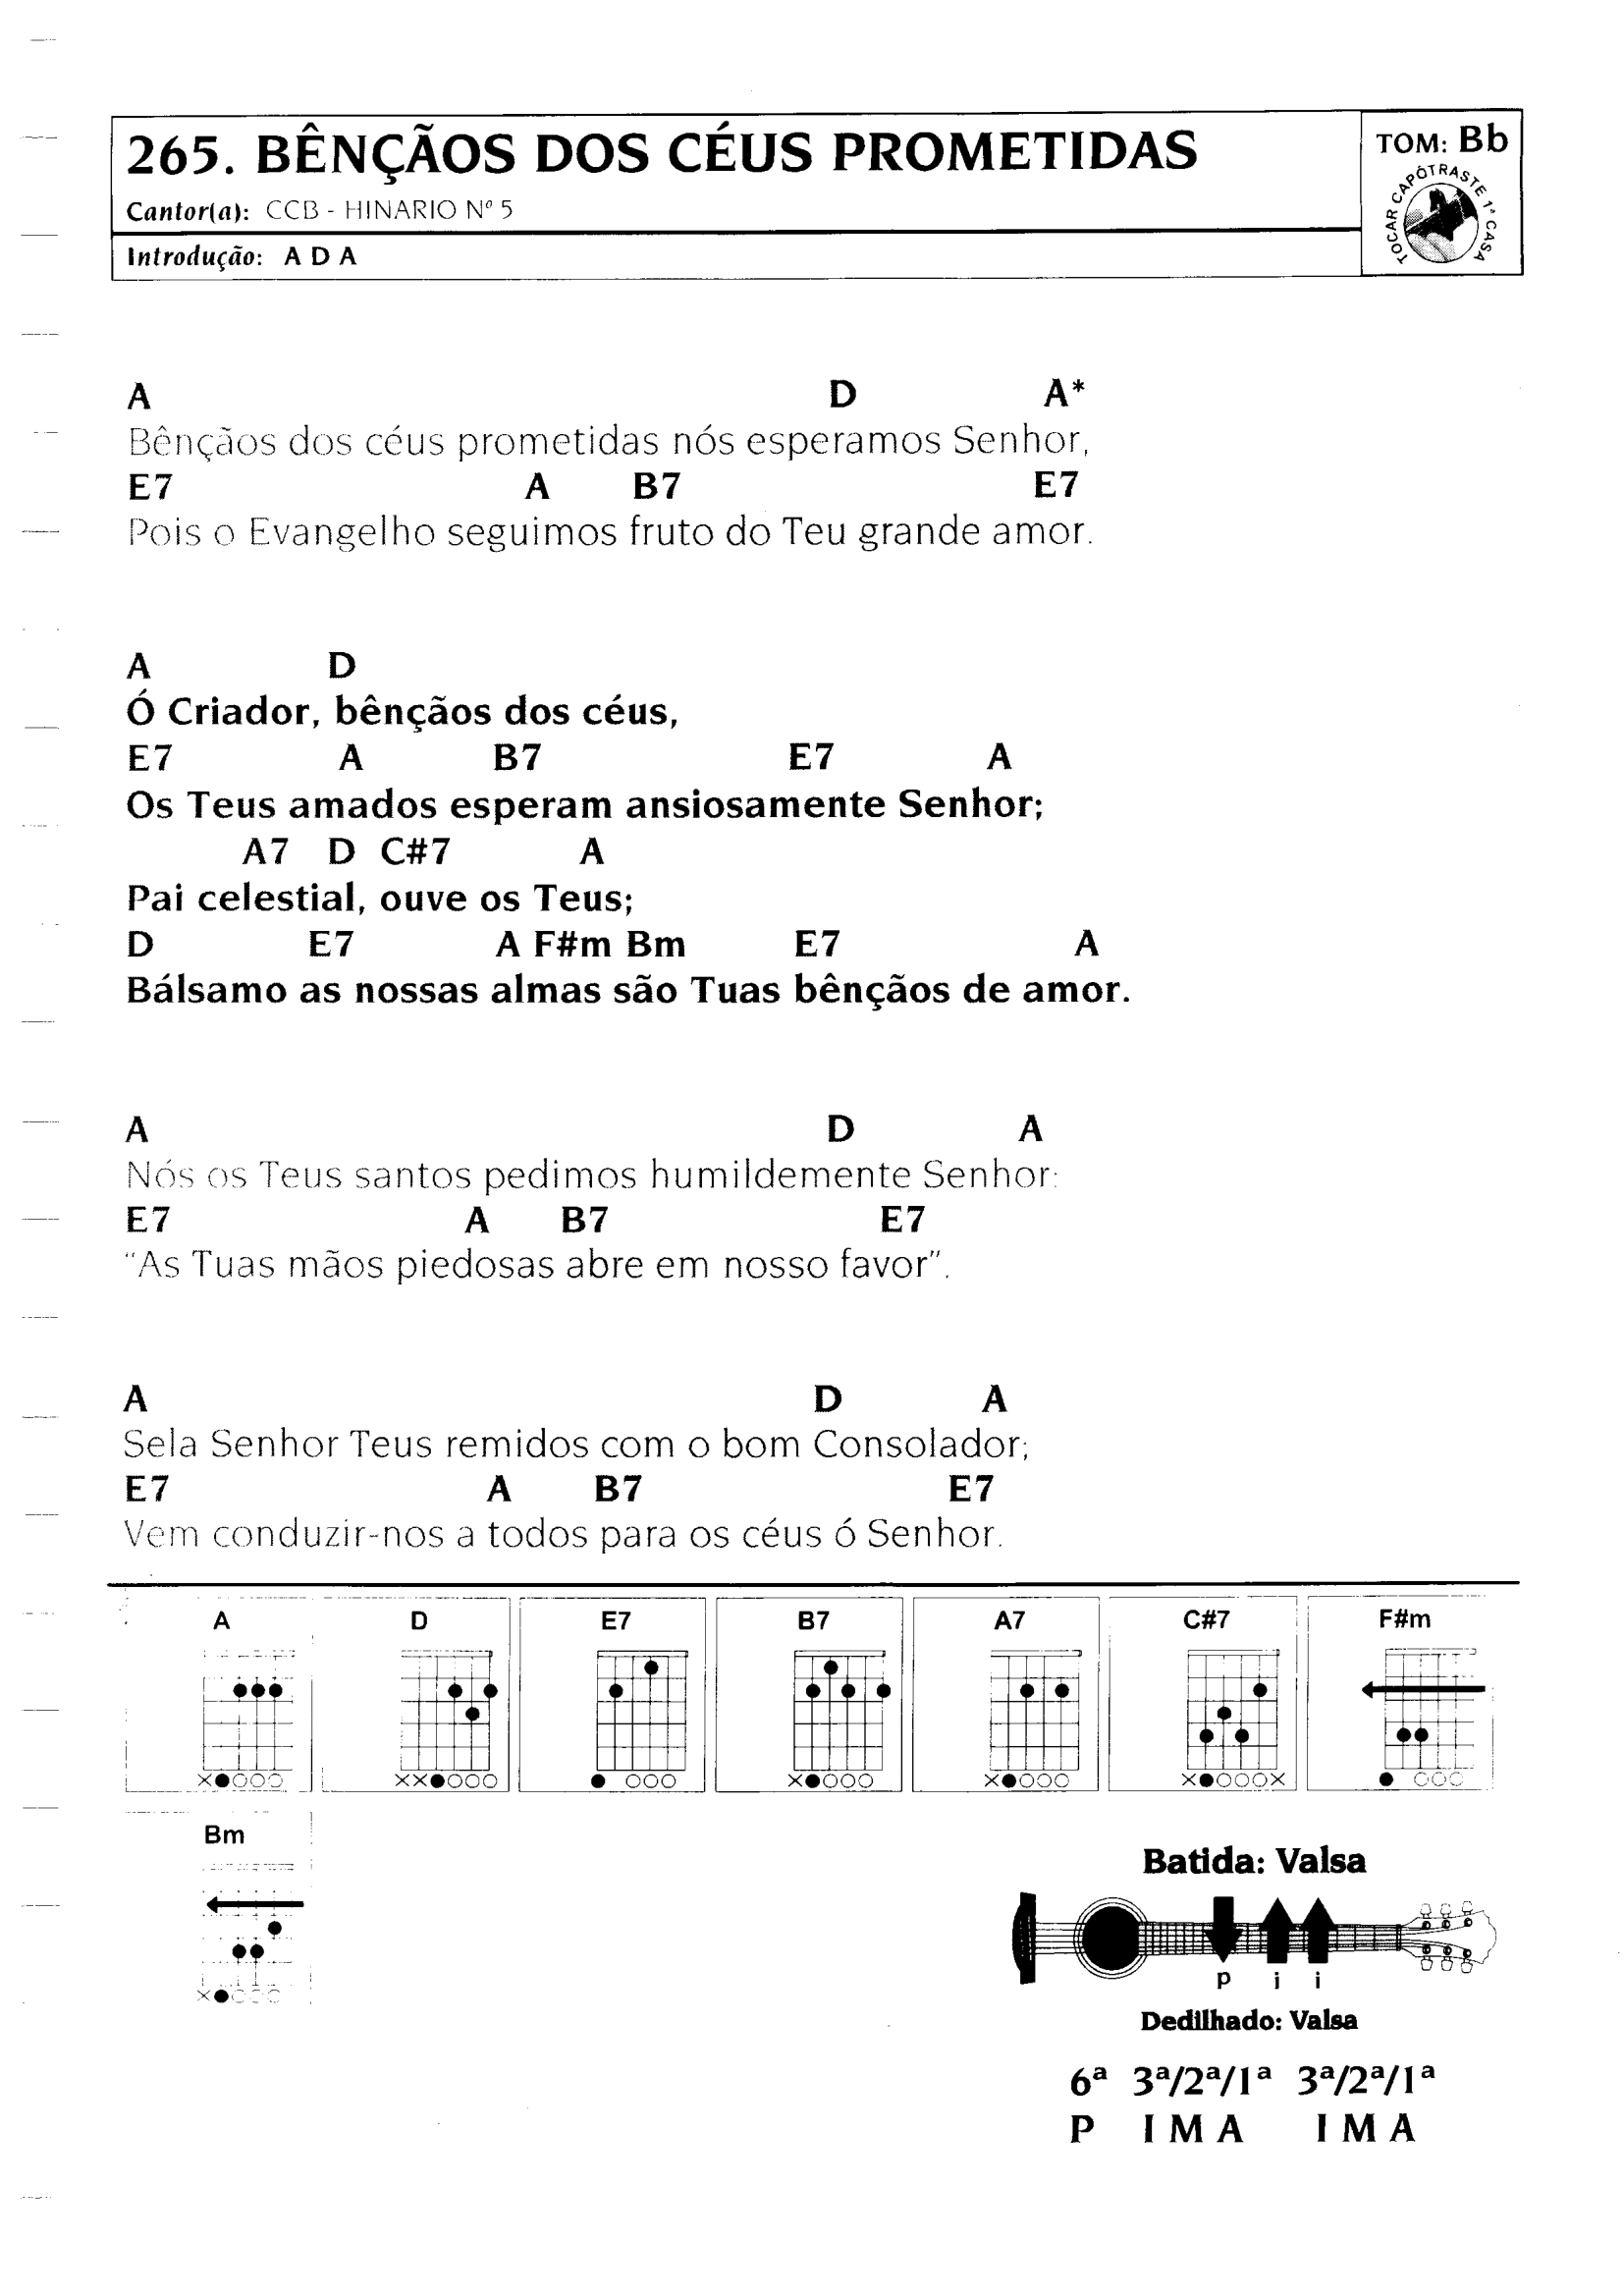 265. BÊNÇÃOS DOS CÉUS PROMETIDAS
TOM: Bb
Cantor(a): CCB - HINARIO Nº 5
TOCAR CAPÔTRASTE 1ª CASA
Introdução: A D A
A D A*
Bênçãos dos céus prometidas nós esperamos Senhor,
E7 A B7 E7
Pois o Evangelho seguimos fruto do Teu grande amor.
A D
Ó Criador, bênçãos dos céus,
E7 A B7 E7 A
Os Teus amados esperam ansiosamente Senhor;
A7 D C#7 A
Pai celestial, ouve os Teus;
D E7 A F#m Bm E7 A
Bálsamo as nossas almas são Tuas bênçãos de amor.
A D A
Nós os Teus santos pedimos humildemente Senhor:
E7 A B7 E7
“As Tuas mãos piedosas abre em nosso favor”.
A D A
Sela Senhor Teus remidos com o bom Consolador;
E7 A B7 E7
Vem conduzir-nos a todos para os céus ó Senhor.
A D E7 B7 A7 C#7 F#m
Bm
Batida: Valsa
p i i
Dedilhado: Valsa
6ª 3ª/2ª/1ª 3ª/2ª/1ª
P I M A I M A